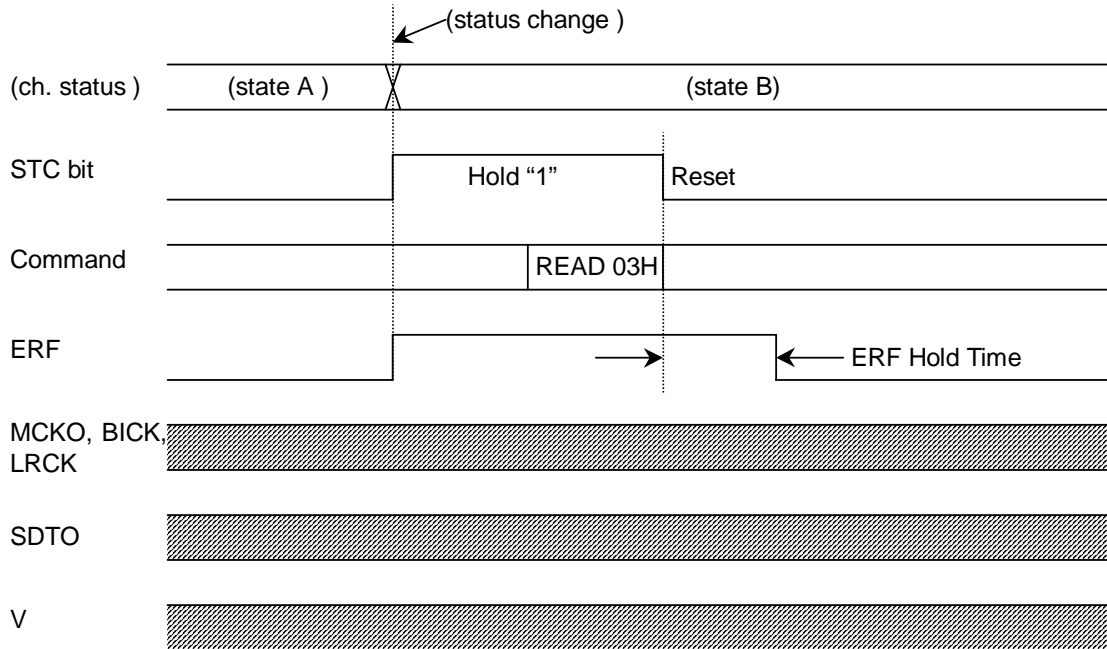 (status change )
(ch. status )
(state A )
(state B)
STC bit
Hold “1”
Reset
Command
READ 03H
ERF
ERF Hold Time
MCKO, BICK,
LRCK
SDTO
V